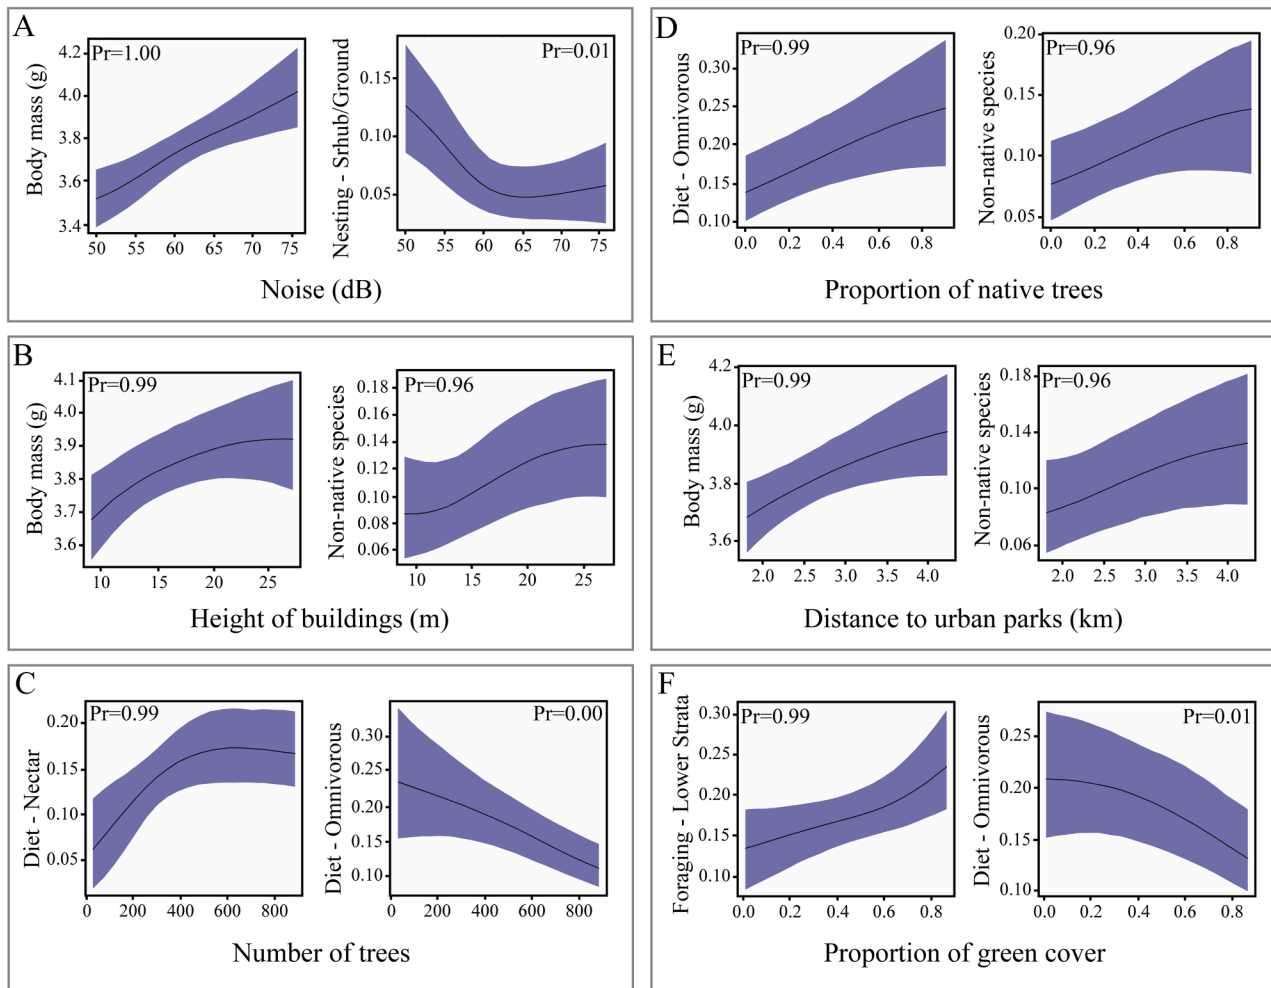 A
Pr=1.00
Body mass (g)
4.2
4.0
3.8
3.6
3.4
50 55 60 65 70 75
Pr=0.01
Nesting - Srhub/Ground
0.15
0.10
0.05
50 55 60 65 70 75
Noise (dB)
D
Pr=0.99
Diet - Omnivorous
0.30
0.25
0.20
0.15
0.10
0.0 0.2 0.4 0.6 0.8
Pr=0.96
Non-native species
0.20
0.15
0.10
0.05
0.0 0.2 0.4 0.6 0.8
Proportion of native trees
B
Pr=0.99
Body mass (g)
4.1
4.0
3.9
3.8
3.7
3.6
10 15 20 25
Pr=0.96
Non-native species
0.18
0.16
0.14
0.12
0.10
0.08
0.06
10 15 20 25
Height of buildings (m)
E
Pr=0.99
Body mass (g)
4.2
4.0
3.8
3.6
2.0 2.5 3.0 3.5 4.0
Pr=0.96
Non-native species
0.18
0.14
0.10
0.06
2.0 2.5 3.0 3.5 4.0
Distance to urban parks (km)
C
Pr=0.99
Diet - Nectar
0.20
0.15
0.10
0.05
0 200 400 600 800
Pr=0.00
Diet - Omnivorous
0.30
0.25
0.20
0.15
0.10
0 200 400 600 800
Number of trees
F
Pr=0.99
Foraging - Lower Strata
0.30
0.25
0.20
0.15
0.10
0.0 0.2 0.4 0.6 0.8
Pr=0.01
Diet - Omnivorous
0.25
0.20
0.15
0.10
0.0 0.2 0.4 0.6 0.8
Proportion of green cover